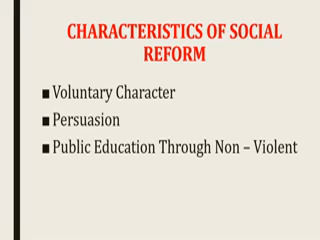 CHARACTERISTICS OF SOCIAL
REFORM
■ Voluntary Character
■ Persuasion
■ Public Education Through Non – Violent